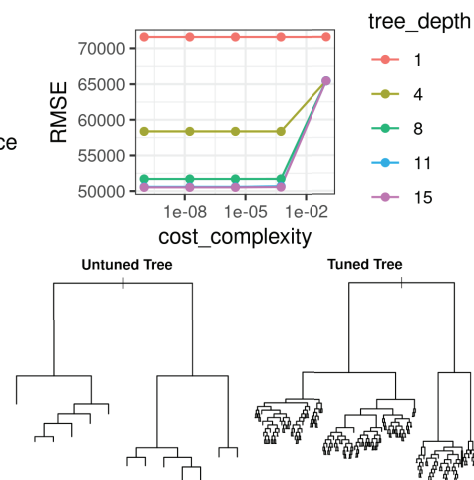 tree_depth
1
4
8
11
15
RMSE
70000
65000
60000
55000
50000
1e-08 1e-05 1e-02
cost_complexity
ce
Untuned Tree
Tuned Tree